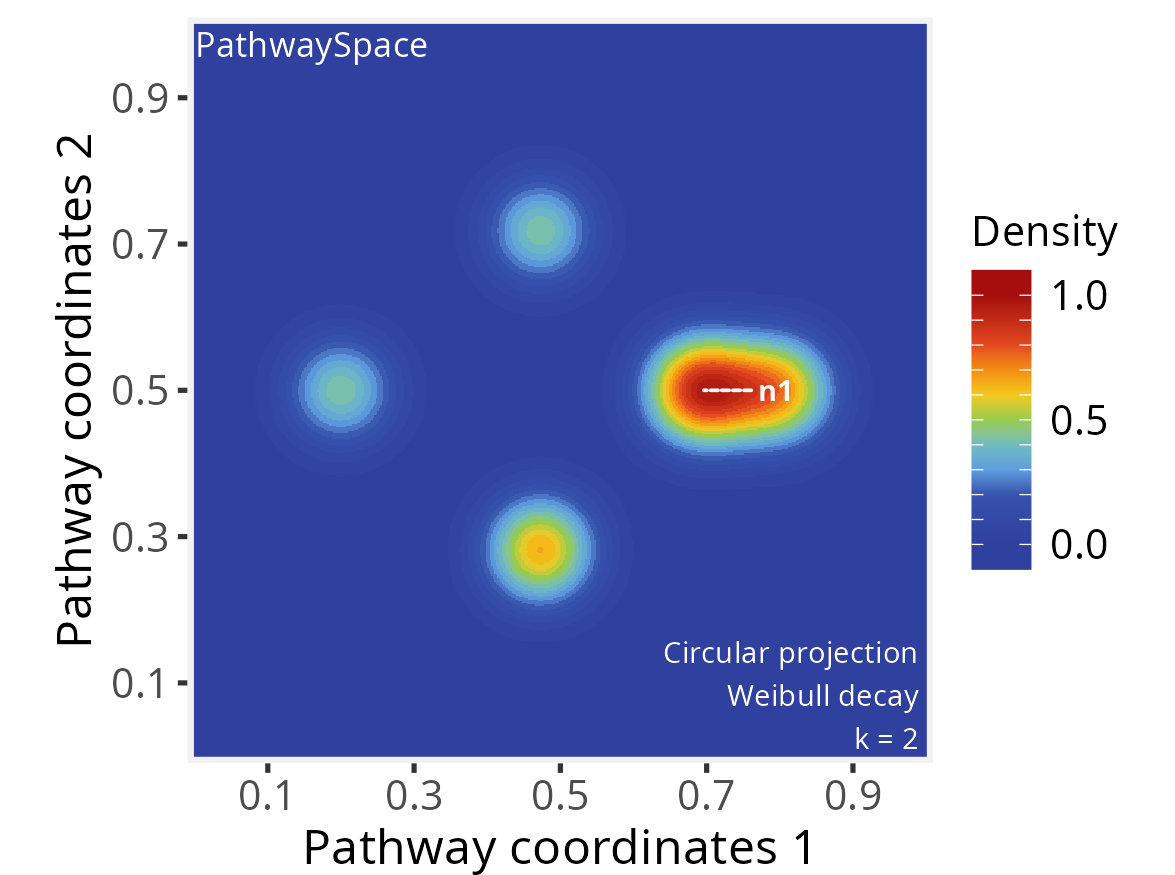 PathwaySpace
0.9
0.7
0.5
0.3
0.1
Pathway coordinates 2
n1
Circular projection
Weibull decay
k = 2
0.1
0.3
0.5
0.7
0.9
Pathway coordinates 1
Density
1.0
0.5
0.0